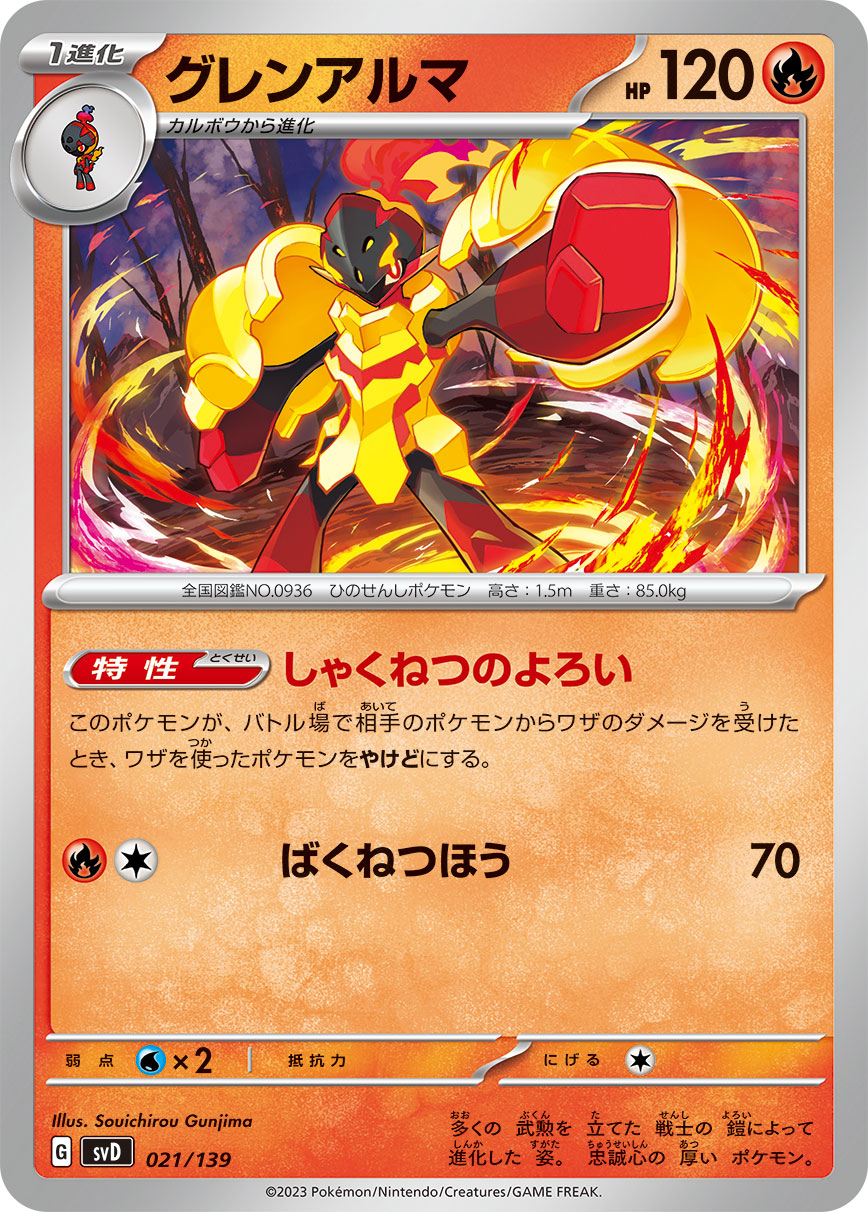 1進化
グレンアルマ
HP 120
カルボウから進化
全国図鑑NO.0936 ひのせんしポケモン 高さ：1.5m 重さ：85.0kg
特性 とくせい しゃくねつのよろい
このポケモンが、バトル場で相手のポケモンからワザのダメージを受けた
とき、ワザを使ったポケモンをやけどにする。
ばくねつほう 70
弱点 ×2 抵抗力 にげる
Illus. Souichirou Gunjima
G svD 021/139
多くの 武勲を 立てた 戦士の 鎧によって
進化した 姿。 忠誠心の 厚い ポケモン。
©2023 Pokémon/Nintendo/Creatures/GAME FREAK.